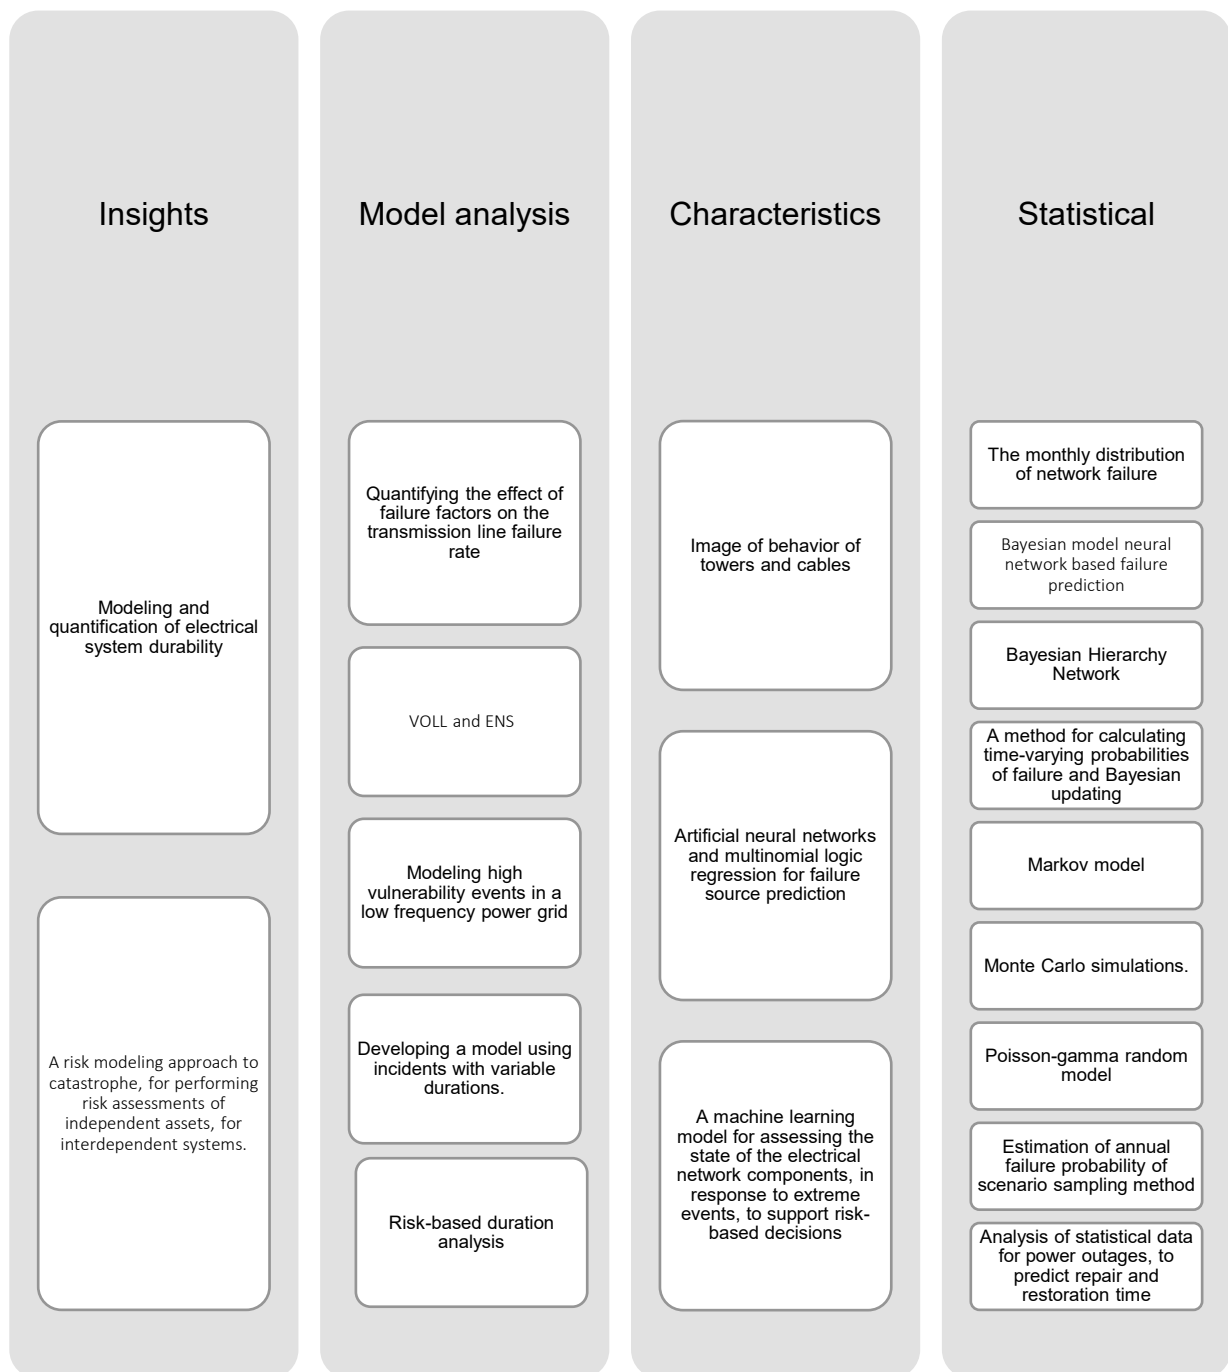 Insights
Modeling and
quantification of electrical
system durability
A risk modeling approach to
catastrophe, for performing
risk assessments of
independent assets, for
interdependent systems.
Model analysis
Quantifying the effect of
failure factors on the
transmission line failure
rate
VOLL and ENS
Modeling high
vulnerability events in a
low frequency power grid
Developing a model using
incidents with variable
durations.
Risk-based duration
analysis
Characteristics
Image of behavior of
towers and cables
Artificial neural networks
and multinomial logic
regression for failure
source prediction
A machine learning
model for assessing the
state of the electrical
network components, in
response to extreme
events, to support risk-
based decisions
Statistical
The monthly distribution
of network failure
Bayesian model neural
network based failure
prediction
Bayesian Hierarchy
Network
A method for calculating
time-varying probabilities
of failure and Bayesian
updating
Markov model
Monte Carlo simulations.
Poisson-gamma random
model
Estimation of annual
failure probability of
scenario sampling method
Analysis of statistical data
for power outages, to
predict repair and
restoration time